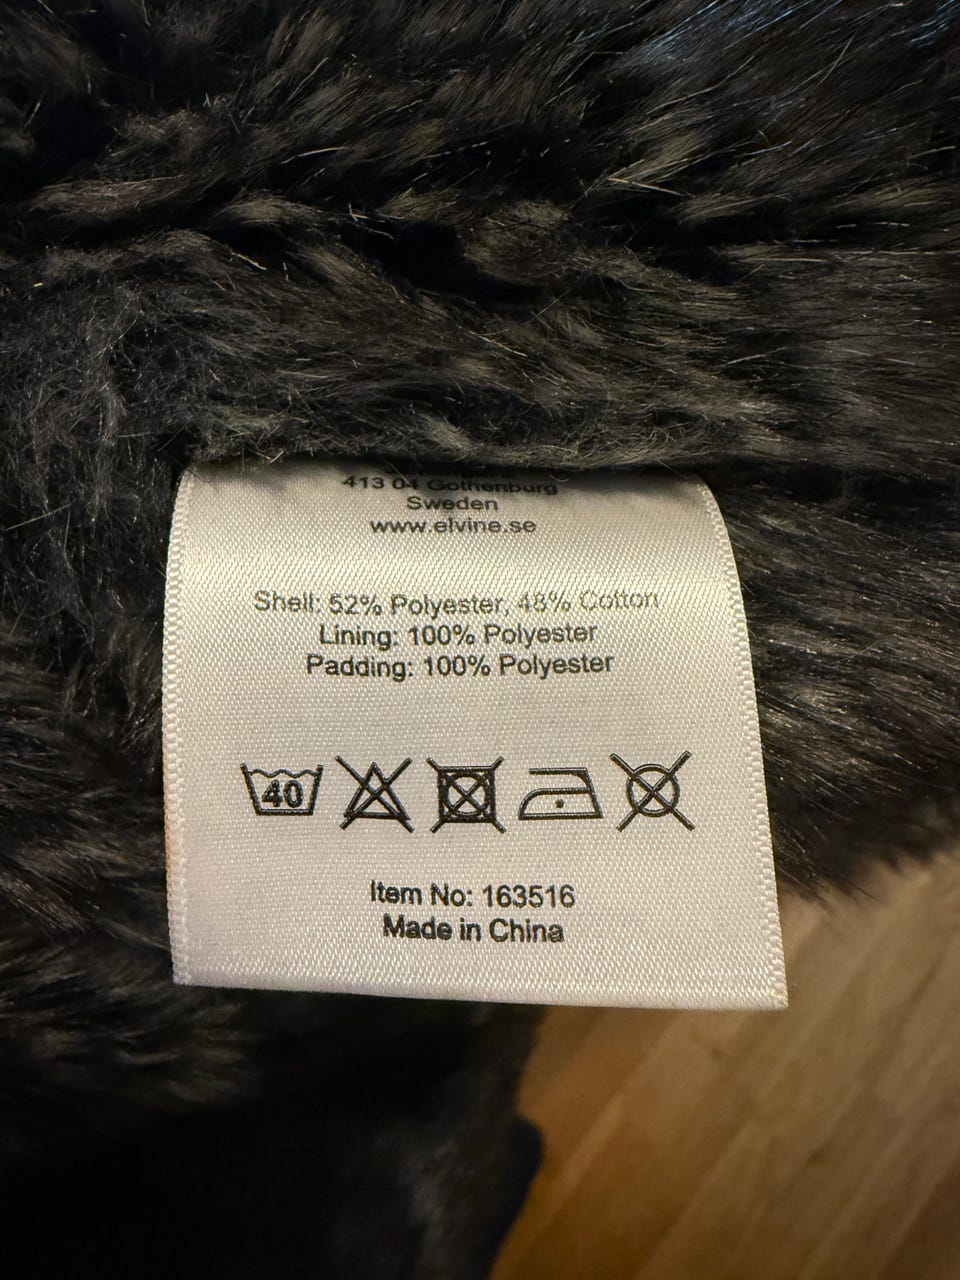 413 04 Gothenburg
Sweden
www.elvine.se
Shell: 52% Polyester, 48% Cotton
Lining: 100% Polyester
Padding: 100% Polyester
40
Item No: 163516
Made in China